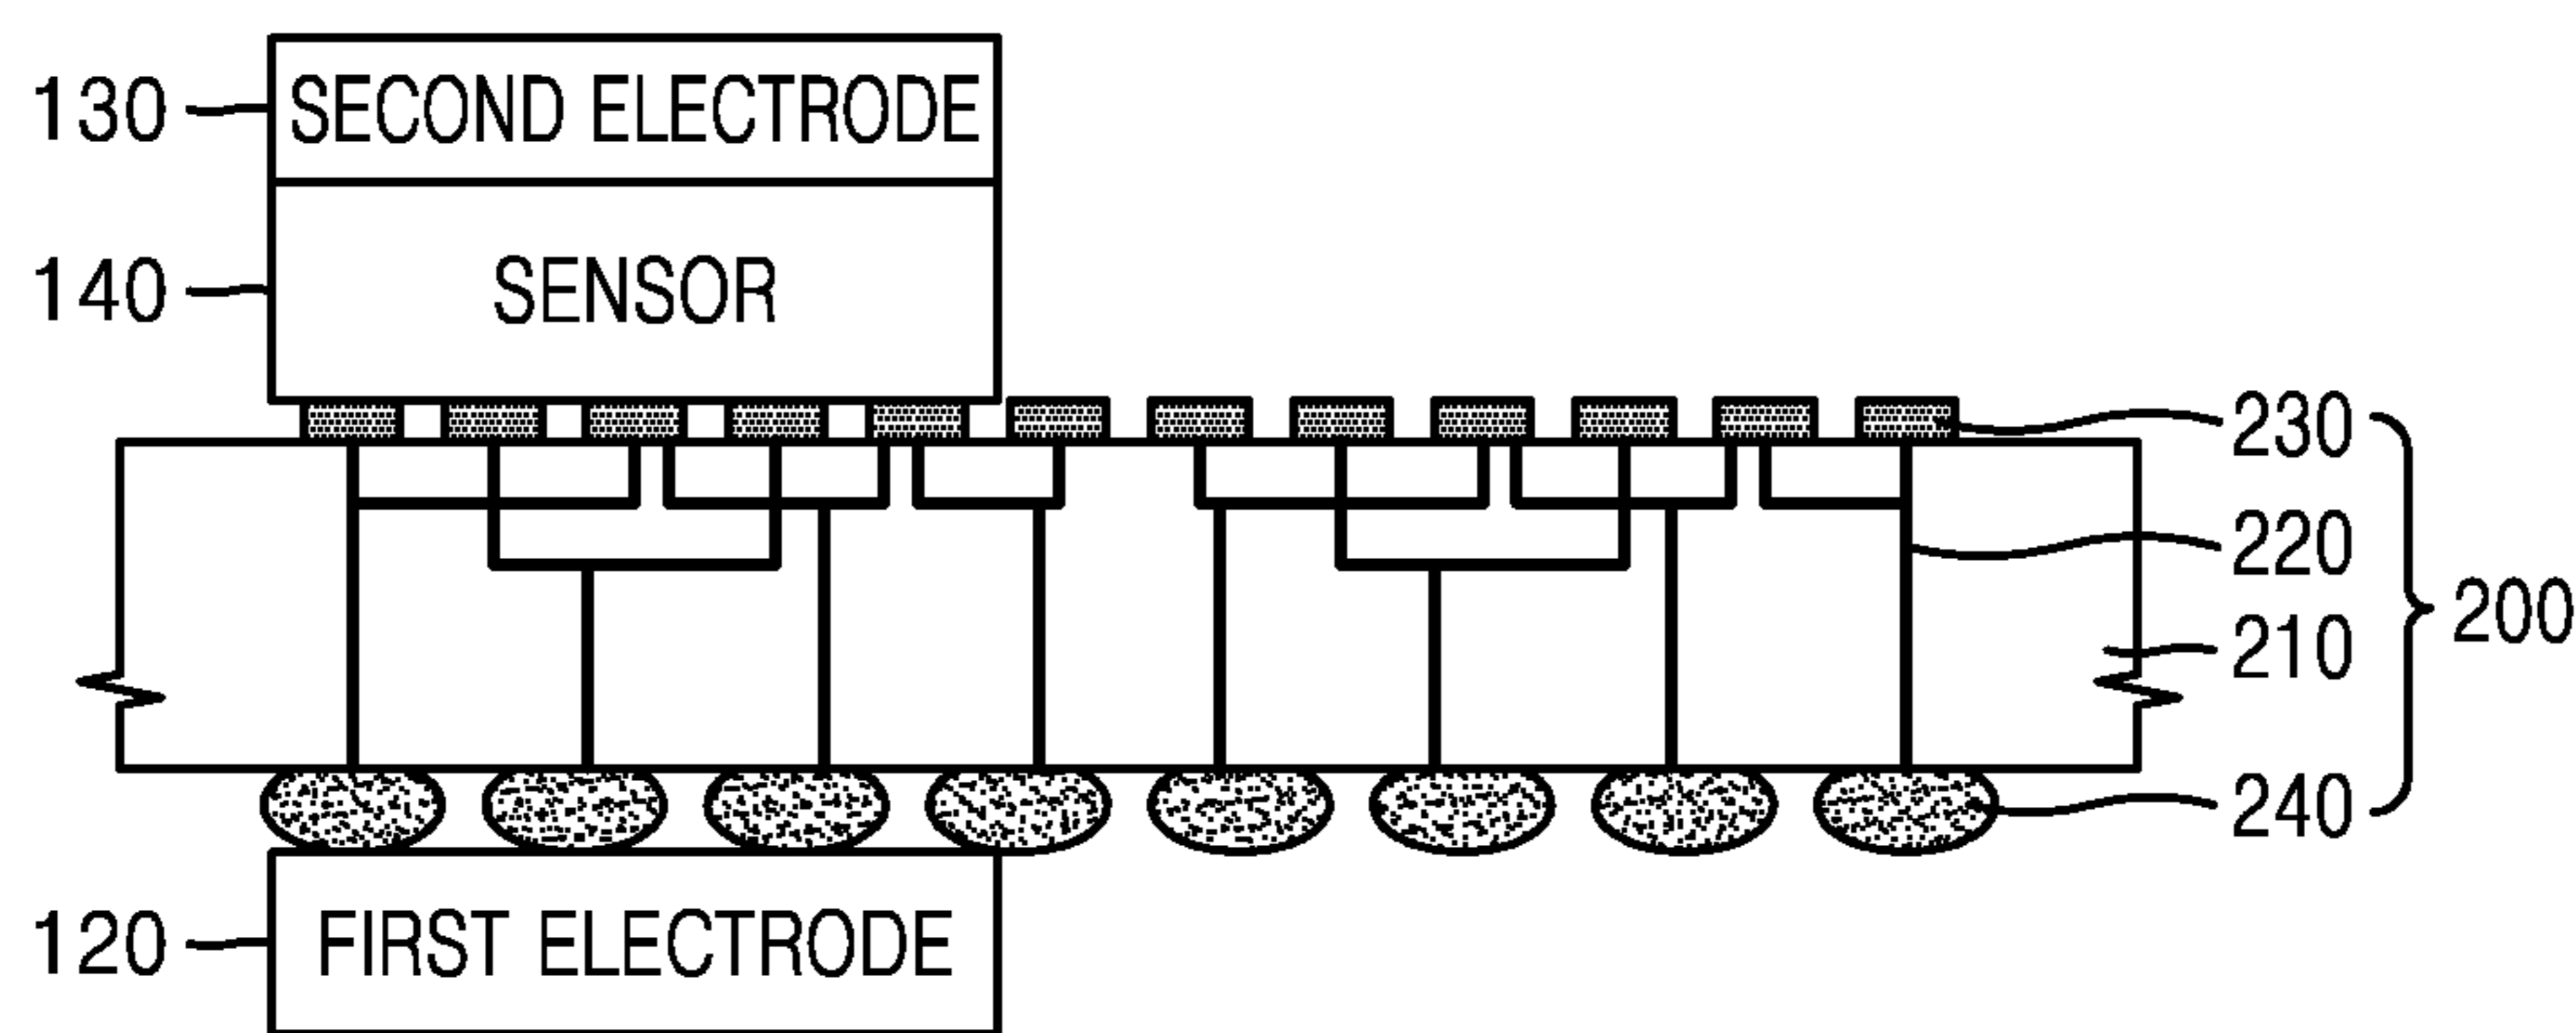 130 SECOND ELECTRODE
140 SENSOR
230
220
210
200
240
120 FIRST ELECTRODE